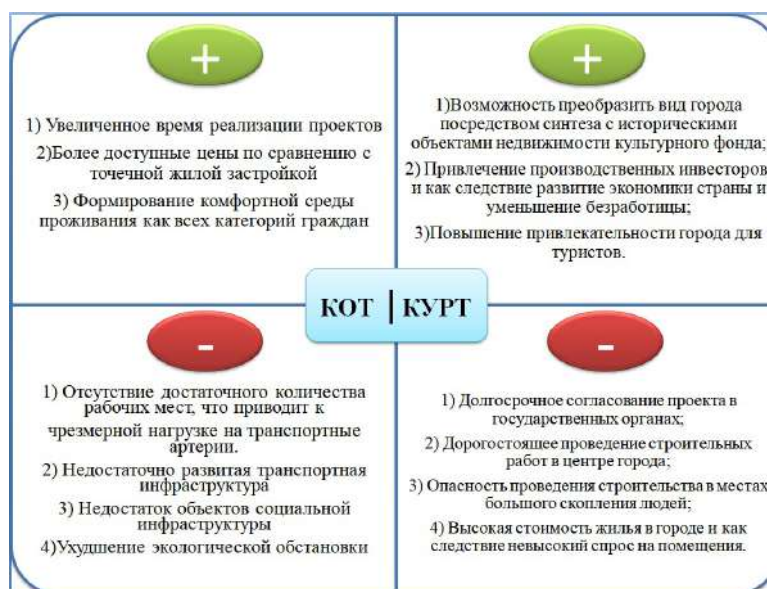 +
1) Увеличенное время реализации проектов
2)Более доступные цены по сравнению с
точечной жилой застройкой
3) Формирование комфортной среды
проживания как всех категорий граждан
+
1)Возможность преобразить вид города
посредством синтеза с историческими
объектами недвижимости культурного фонда;
2) Привлечение производственных инвесторов
и как следствие развитие экономики страны и
уменьшение безработицы;
3)Повышение привлекательности города для
туристов.
КОТ | КУРТ
-
1) Отсутствие достаточного количества
рабочих мест, что приводит к
чрезмерной нагрузке на транспортные
артерии.
2) Недостаточно развитая транспортная
инфраструктура
3) Недостаток объектов социальной
инфраструктуры
4)Ухудшение экологической обстановки
-
1) Долгосрочное согласование проекта в
государственных органах;
2) Дорогостоящее проведение строительных
работ в центре города;
3) Опасность проведения строительства в местах
большого скопления людей;
4) Высокая стоимость жилья в городе и как
следствие невысокий спрос на помещения.